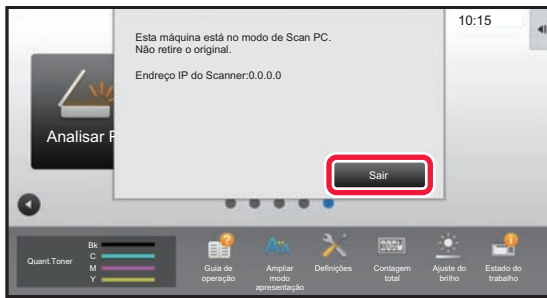 10:15
Esta máquina está no modo de Scan PC.
Não retire o original.
Endreço IP do Scanner:0.0.0.0
Analisar
Sair
Quant.Toner
Bk
C
M
Y
Guia de
operação
Ampliar
modo
apresentação
Definições
Contagem
total
Ajuste do
brilho
Estado do
trabalho